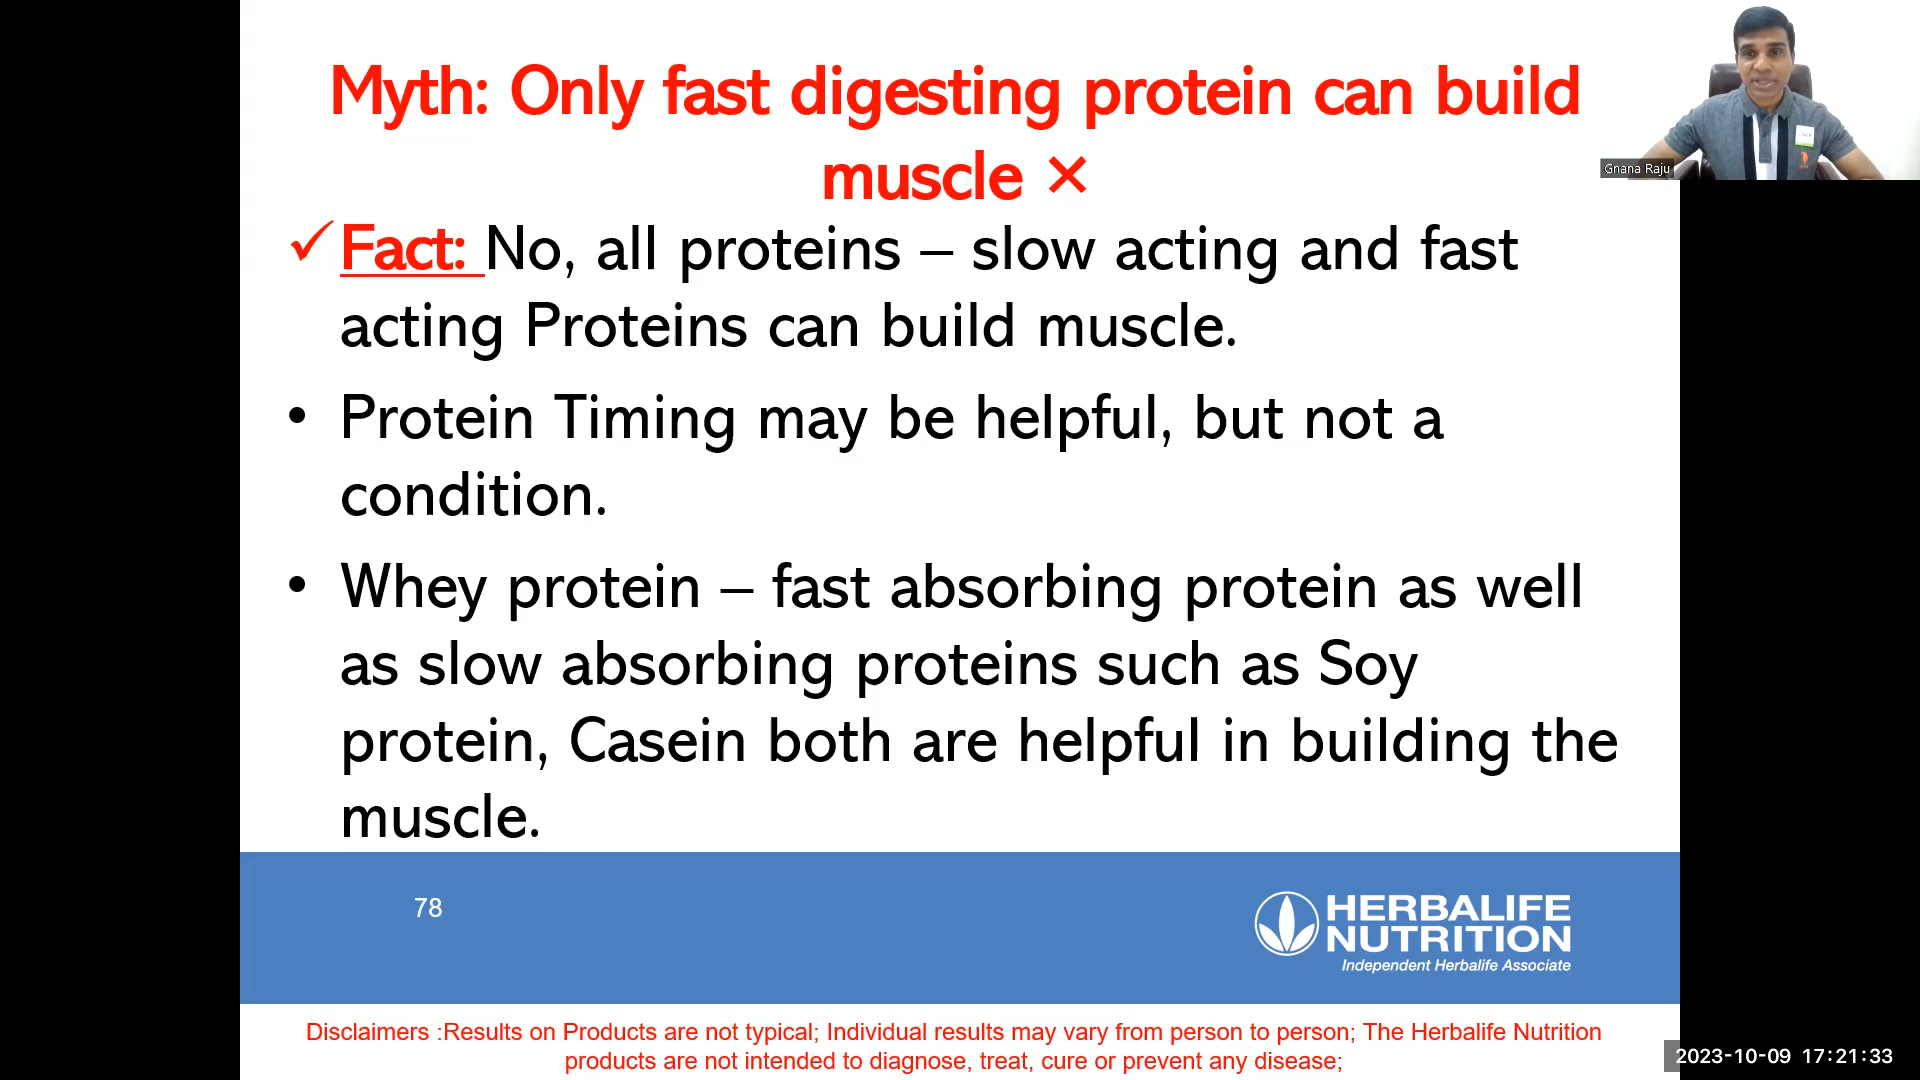 Myth: Only fast digesting protein can build
muscle ×
✓ Fact: No, all proteins – slow acting and fast
acting Proteins can build muscle.
• Protein Timing may be helpful, but not a
condition.
• Whey protein – fast absorbing protein as well
as slow absorbing proteins such as Soy
protein, Casein both are helpful in building the
muscle.
Gnana Raju
78
HERBALIFE
NUTRITION
Independent Herbalife Associate
Disclaimers :Results on Products are not typical; Individual results may vary from person to person; The Herbalife Nutrition
products are not intended to diagnose, treat, cure or prevent any disease;
2023-10-09 17:21:33